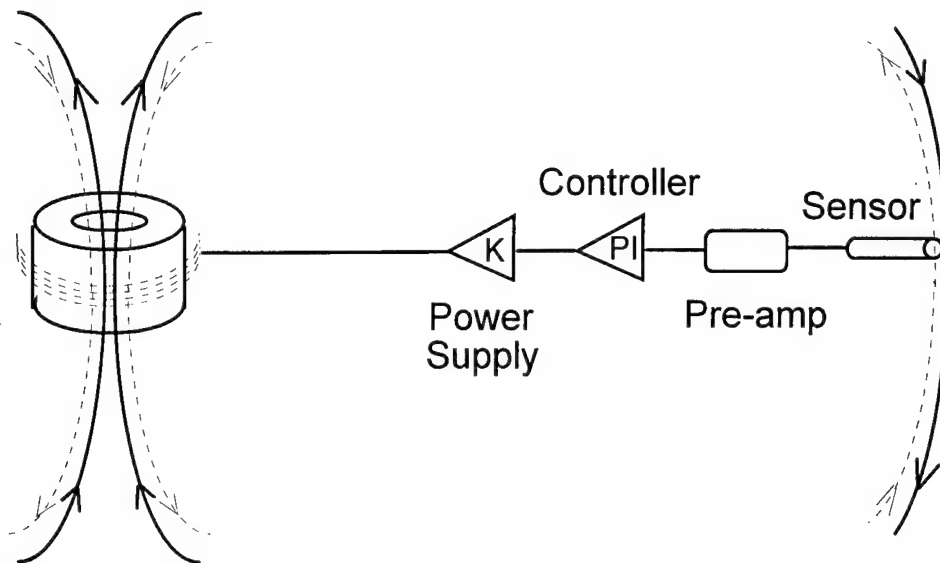 Controller
Sensor
K
PI
Power
Supply
Pre-amp